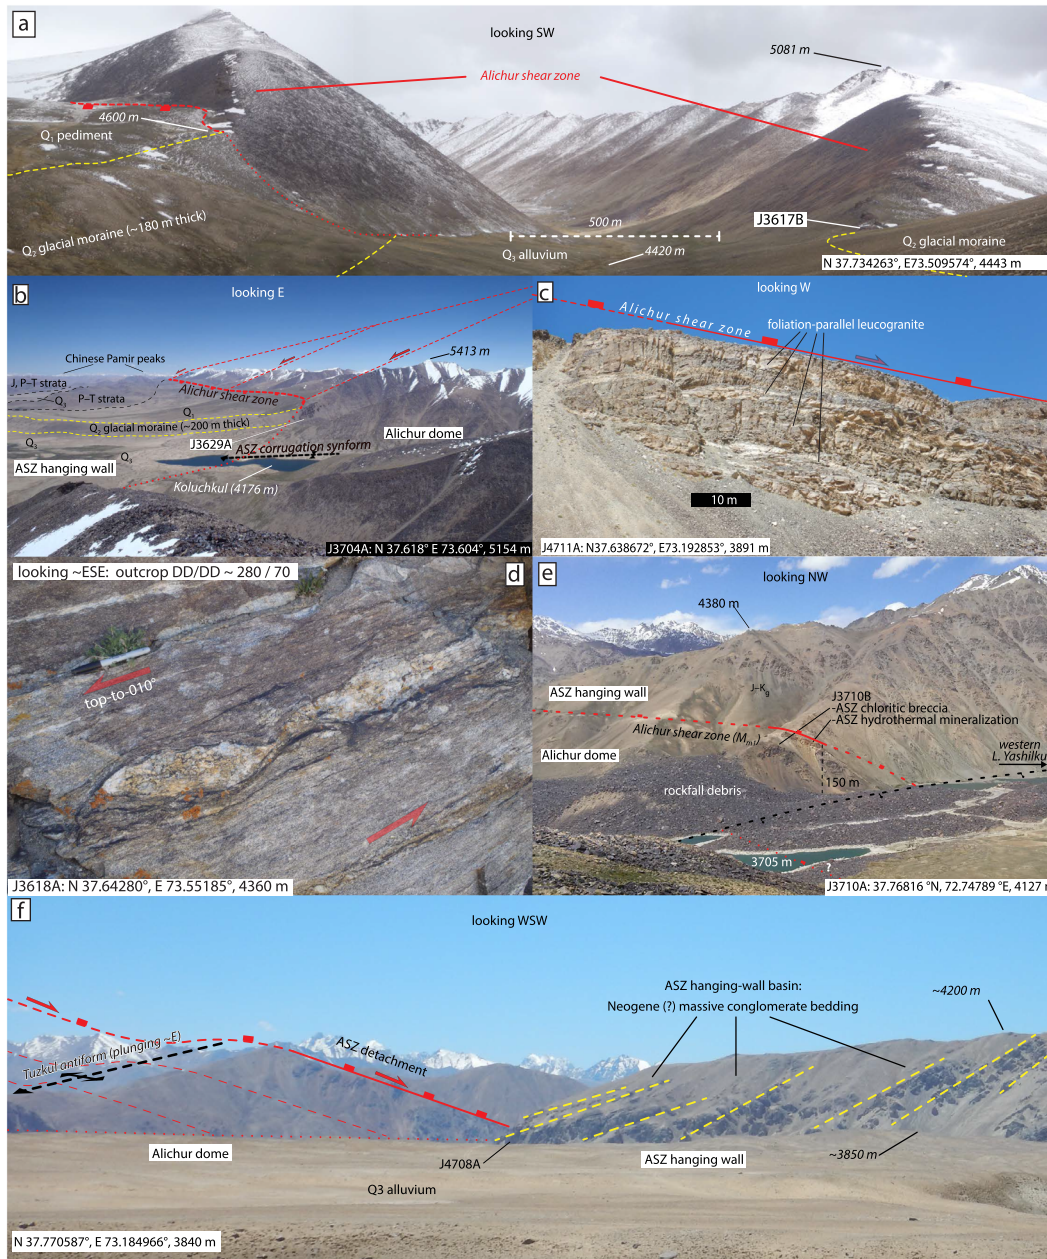 a
looking SW
5081 m
Alichur shear zone
4600 m
Q1 pediment
Q2 glacial moraine (~180 m thick)
500 m
J3617B
Q3 alluvium
4420 m
Q2 glacial moraine
N 37.734263°, E73.509574°, 4443 m
b
looking E
5413 m
Chinese Pamir peaks
J, P–T strata
Q3
P–T strata
Alichur shear zone
Q1
Q2 glacial moraine (~200 m thick)
Q3
J3629A
ASZ corrugation synform
Alichur dome
Q3
ASZ hanging wall
Koluchkul (4176 m)
J3704A: N 37.618° E 73.604°, 5154 m
c
looking W
Alichur shear zone
foliation-parallel leucogranite
10 m
J4711A: N37.638672°, E73.192853°, 3891 m
looking ~ESE: outcrop DD/DD ~ 280 / 70
d
top-to-010°
J3618A: N 37.64280°, E 73.55185°, 4360 m
e
looking NW
4380 m
ASZ hanging wall
J–Kg
J3710B
-ASZ chloritic breccia
-ASZ hydrothermal mineralization
Alichur shear zone (Mml)
Alichur dome
western
L. Yashilku
150 m
rockfall debris
3705 m
?
J3710A: 37.76816 °N, 72.74789 °E, 4127 m
f
looking WSW
ASZ hanging-wall basin:
Neogene (?) massive conglomerate bedding
~4200 m
Tuzkul antiform (plunging ~E)
ASZ detachment
Alichur dome
J4708A
ASZ hanging wall
~3850 m
Q3 alluvium
N 37.770587°, E 73.184966°, 3840 m